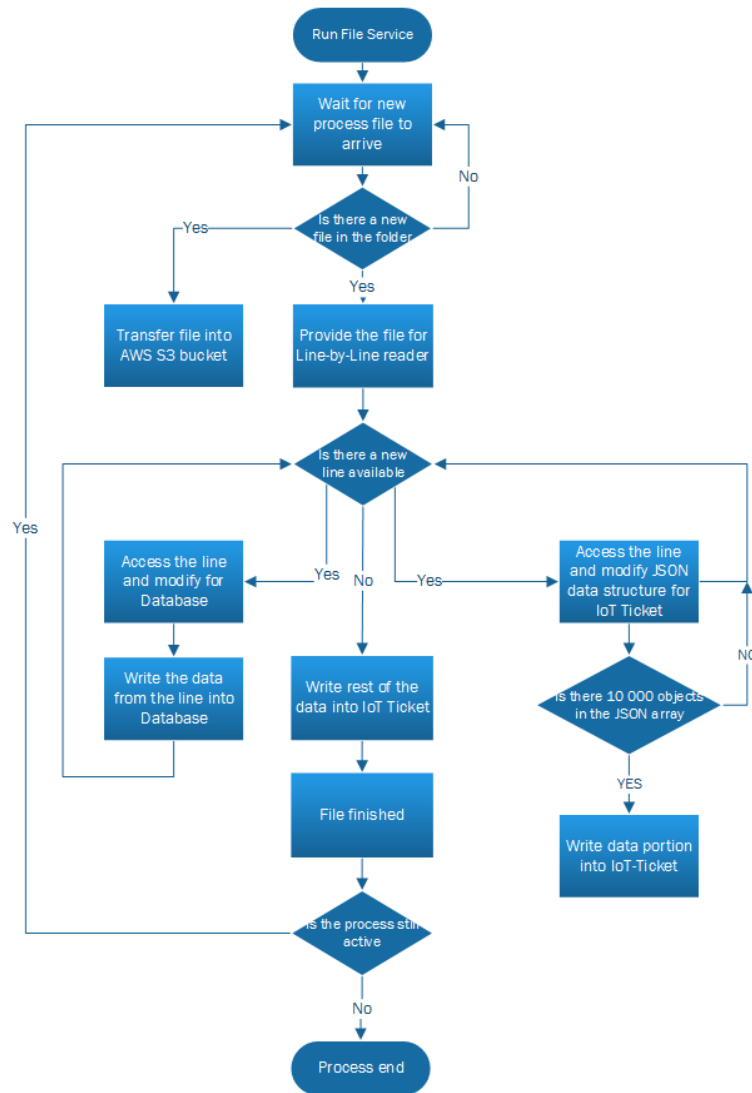 Run File Service
Wait for new
process file to
arrive
No
Is there a new
file in the folder
Yes
Yes
Transfer file into
AWS S3 bucket
Provide the file for
Line-by-Line reader
Is there a new
line available
Yes
Access the line
and modify for
Database
Yes
No
Yes
Access the line
and modify JSON
data structure for
IoT Ticket
NO
Write the data
from the line into
Database
Write rest of the
data into IoT Ticket
Is there 10 000 objects
in the JSON array
YES
File finished
Write data portion
into IoT-Ticket
Is the process still
active
No
Process end